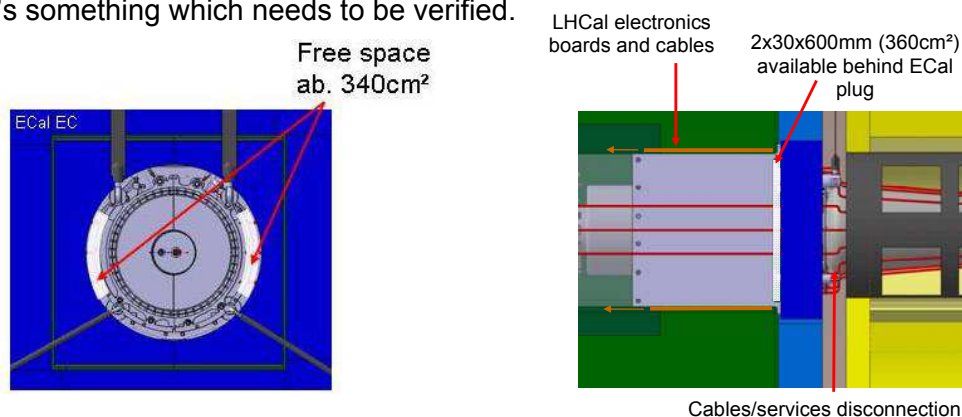 's something which needs to be verified.
Free space
ab. 340cm²
ECal EC
LHCal electronics
boards and cables
2x30x600mm (360cm²)
available behind ECal
plug
Cables/services disconnection